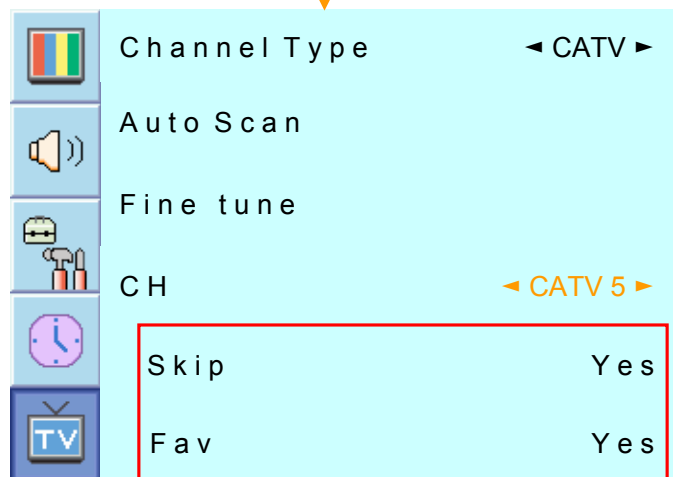 Channel Type ◄ CATV ►
Auto Scan
Fine tune
CH ◄ CATV 5 ►
Skip Yes
TV Fav Yes